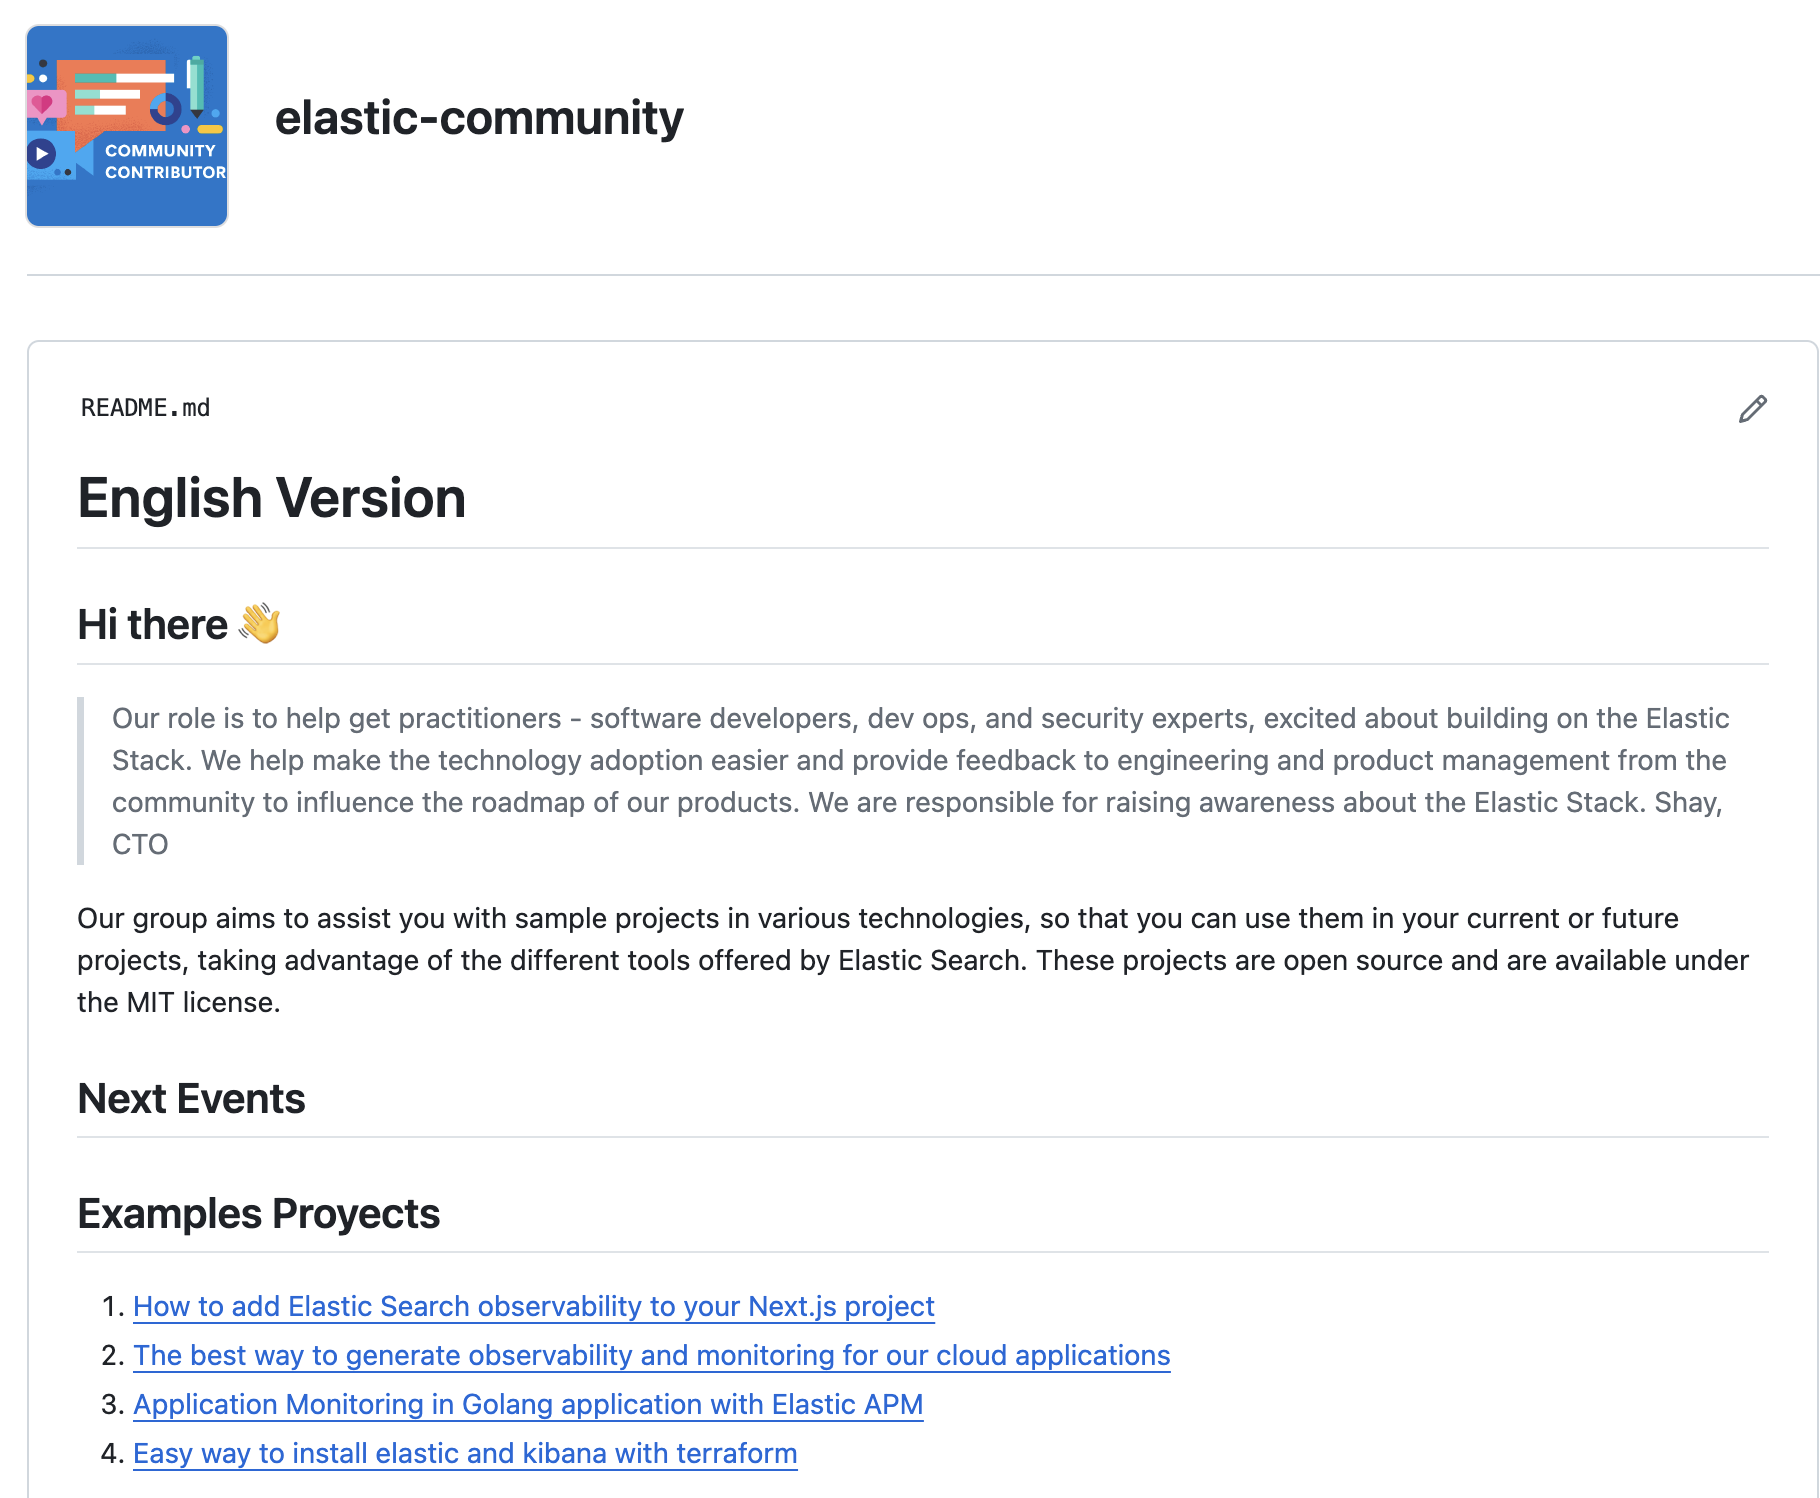 COMMUNITY
CONTRIBUTOR
elastic-community
README.md
English Version
Hi there 👋
Our role is to help get practitioners - software developers, dev ops, and security experts, excited about building on the Elastic
Stack. We help make the technology adoption easier and provide feedback to engineering and product management from the
community to influence the roadmap of our products. We are responsible for raising awareness about the Elastic Stack. Shay,
CTO
Our group aims to assist you with sample projects in various technologies, so that you can use them in your current or future
projects, taking advantage of the different tools offered by Elastic Search. These projects are open source and are available under
the MIT license.
Next Events
Examples Proyects
1. How to add Elastic Search observability to your Next.js project
2. The best way to generate observability and monitoring for our cloud applications
3. Application Monitoring in Golang application with Elastic APM
4. Easy way to install elastic and kibana with terraform